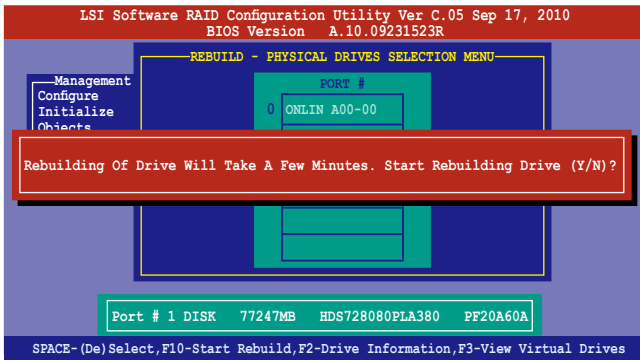 LSI Software RAID Configuration Utility Ver C.05 Sep 17, 2010
BIOS Version A.10.09231523R
REBUILD - PHYSICAL DRIVES SELECTION MENU
Management
PORT #
Configure
Initialize
Objects
0 ONLIN A00-00
Rebuilding Of Drive Will Take A Few Minutes. Start Rebuilding Drive (Y/N)?
Port # 1 DISK 77247MB HDS728080PLA380 PF20A60A
SPACE-(De)Select,F10-Start Rebuild,F2-Drive Information,F3-View Virtual Drives